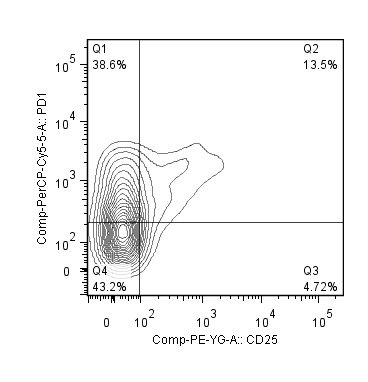 Q1
38.6%
Q2
13.5%
10^5
10^4
10^3
10^2
0
Comp-PerCP-Cy5-5-A:: PD1
Q4
43.2%
Q3
4.72%
0
10^2
10^3
10^4
10^5
Comp-PE-YG-A:: CD25